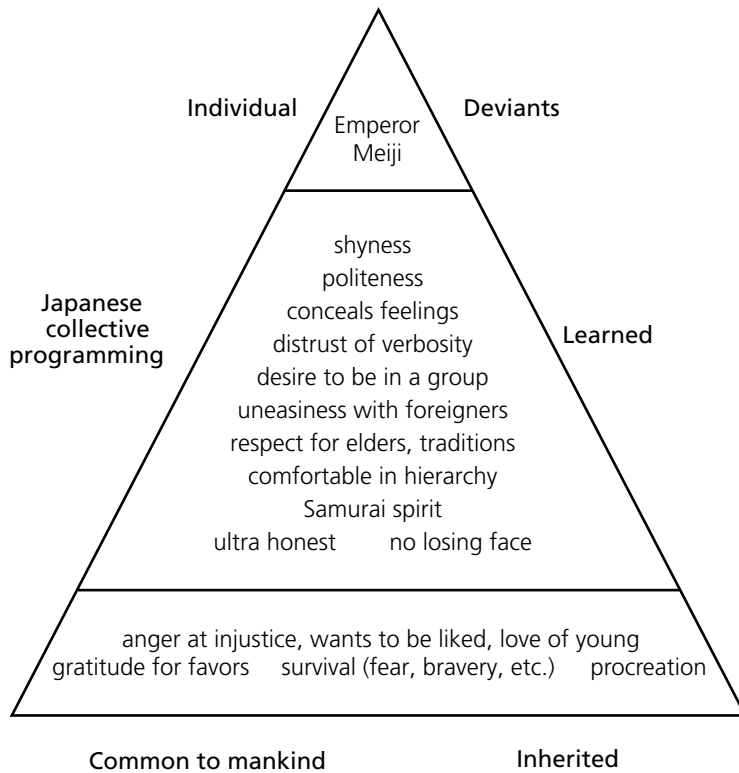 Individual
Deviants
Emperor
Meiji
shyness
politeness
conceals feelings
distrust of verbosity
desire to be in a group
uneasiness with foreigners
respect for elders, traditions
comfortable in hierarchy
Samurai spirit
ultra honest no losing face
Japanese
collective
programming
Learned
anger at injustice, wants to be liked, love of young
gratitude for favors survival (fear, bravery, etc.) procreation
Common to mankind
Inherited